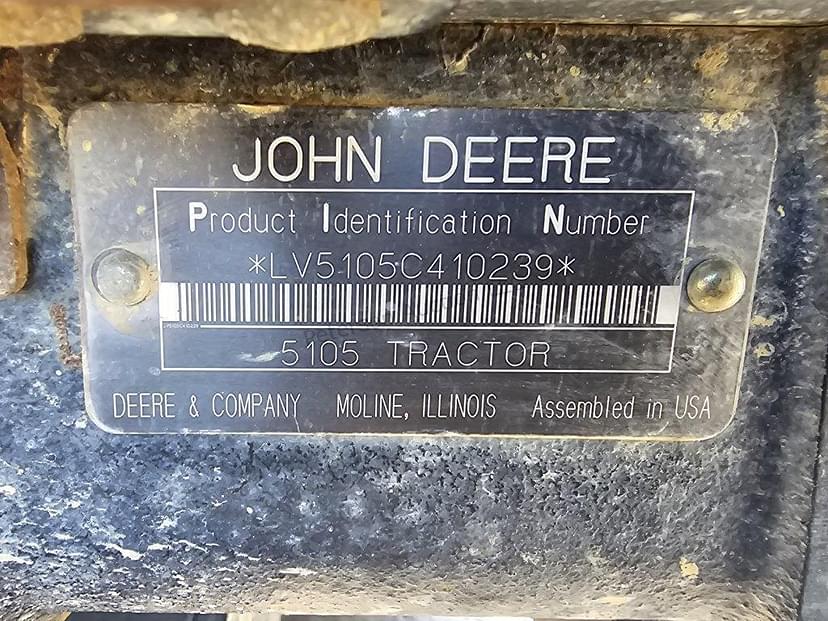 JOHN DEERE
Product Identification Number
*LV5105C410239*
5105 TRACTOR
DEERE & COMPANY MOLINE, ILLINOIS Assembled in USA